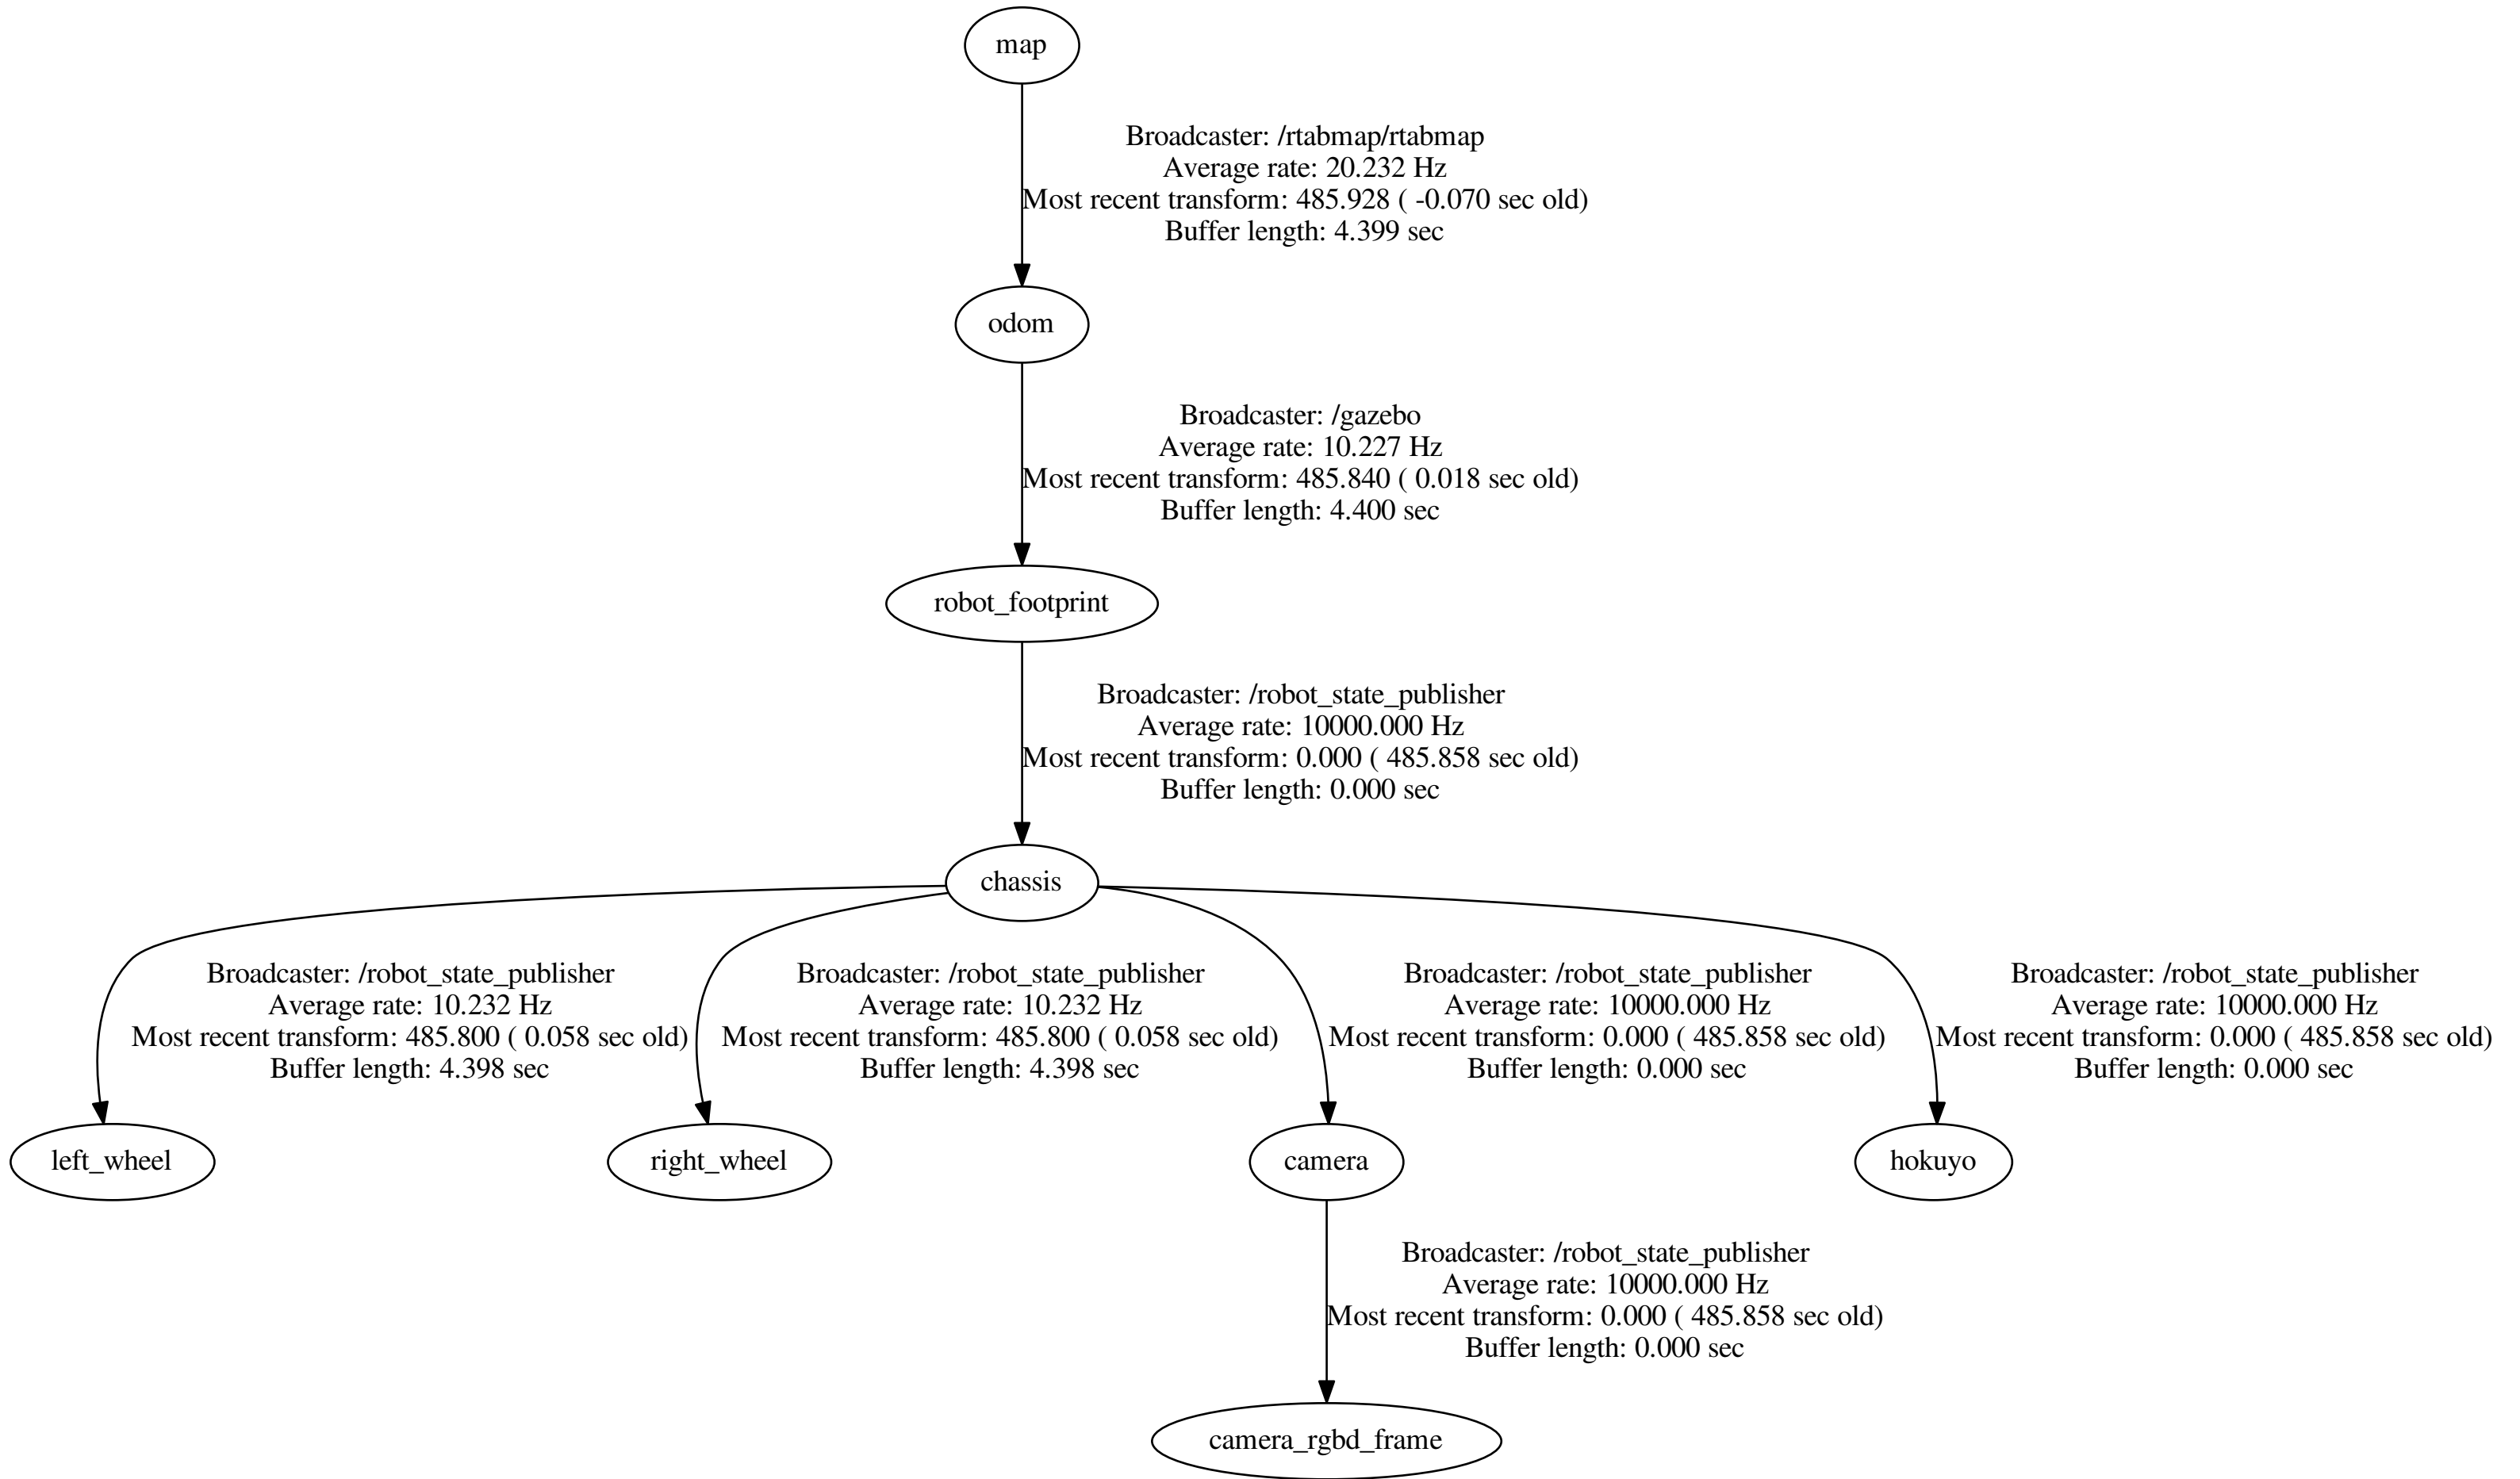 map
Broadcaster: /rtabmap/rtabmap
Average rate: 20.232 Hz
Most recent transform: 485.928 ( -0.070 sec old)
Buffer length: 4.399 sec
odom
Broadcaster: /gazebo
Average rate: 10.227 Hz
Most recent transform: 485.840 ( 0.018 sec old)
Buffer length: 4.400 sec
robot_footprint
Broadcaster: /robot_state_publisher
Average rate: 10000.000 Hz
Most recent transform: 0.000 ( 485.858 sec old)
Buffer length: 0.000 sec
chassis
Broadcaster: /robot_state_publisher
Average rate: 10.232 Hz
Most recent transform: 485.800 ( 0.058 sec old)
Buffer length: 4.398 sec
Broadcaster: /robot_state_publisher
Average rate: 10.232 Hz
Most recent transform: 485.800 ( 0.058 sec old)
Buffer length: 4.398 sec
Broadcaster: /robot_state_publisher
Average rate: 10000.000 Hz
Most recent transform: 0.000 ( 485.858 sec old)
Buffer length: 0.000 sec
Broadcaster: /robot_state_publisher
Average rate: 10000.000 Hz
Most recent transform: 0.000 ( 485.858 sec old)
Buffer length: 0.000 sec
left_wheel
right_wheel
camera
hokuyo
Broadcaster: /robot_state_publisher
Average rate: 10000.000 Hz
Most recent transform: 0.000 ( 485.858 sec old)
Buffer length: 0.000 sec
camera_rgbd_frame